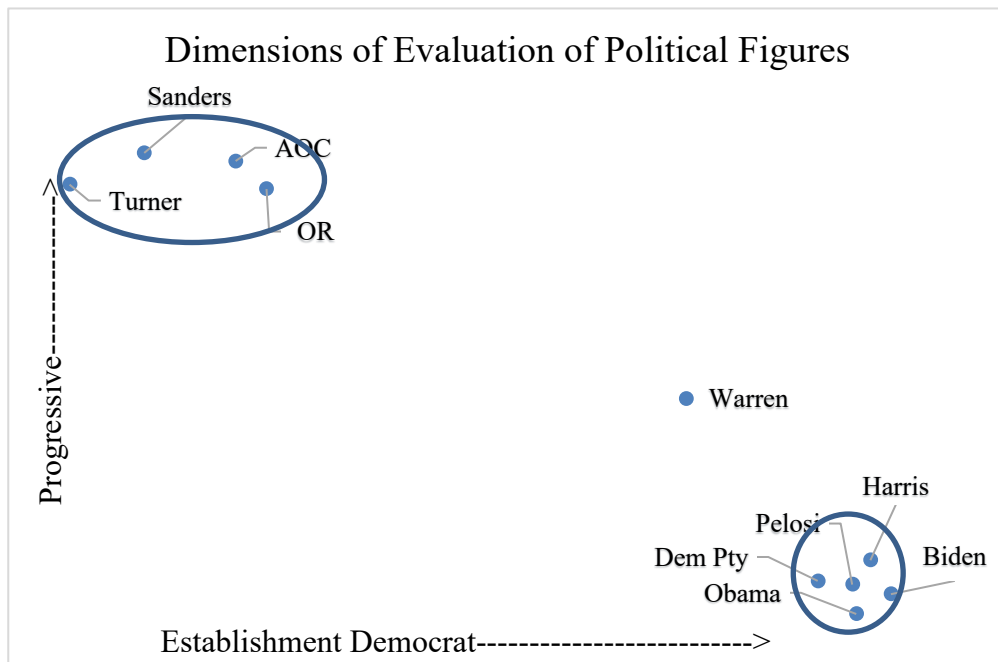 Dimensions of Evaluation of Political Figures
Sanders
AOC
Turner
OR
Progressive---------------->
Warren
Harris
Pelosi
Dem Pty
Biden
Obama
Establishment Democrat------------------------->